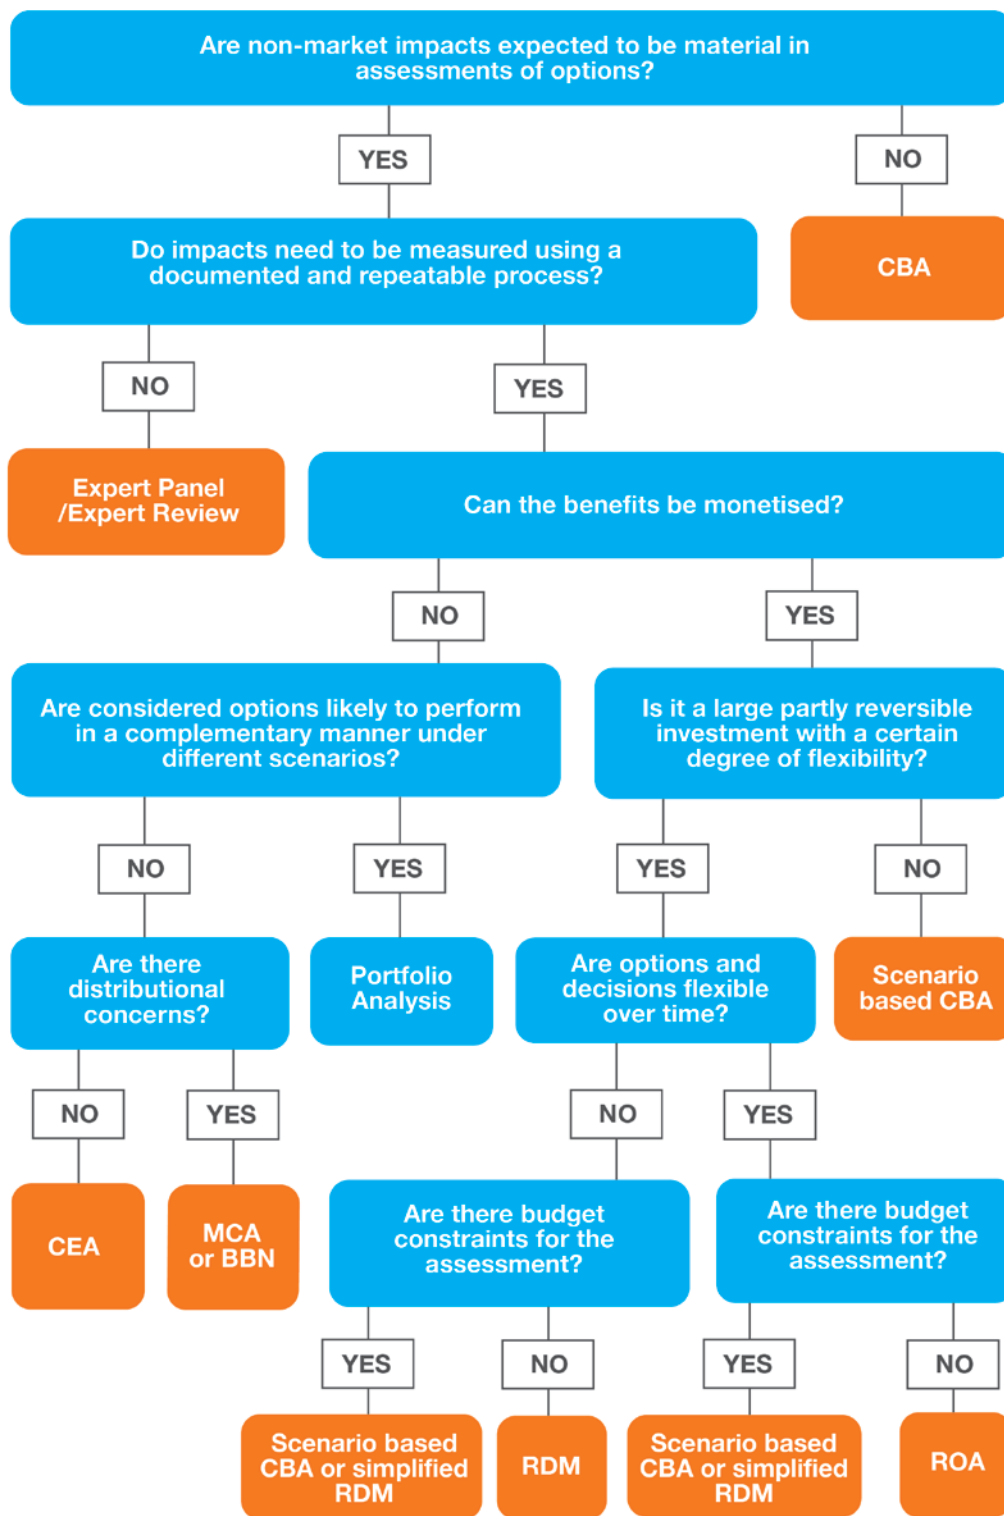 Are non-market impacts expected to be material in
assessments of options?
YES
NO
Do impacts need to be measured using a
documented and repeatable process?
CBA
NO
YES
Expert Panel
/Expert Review
Can the benefits be monetised?
NO
YES
Are considered options likely to perform
in a complementary manner under
different scenarios?
Is it a large partly reversible
investment with a certain
degree of flexibility?
NO
YES
YES
NO
Are there
distributional
concerns?
Portfolio
Analysis
Are options and
decisions flexible
over time?
Scenario
based CBA
NO
YES
NO
YES
CEA
MCA
or BBN
Are there budget
constraints for the
assessment?
Are there budget
constraints for the
assessment?
YES
NO
YES
NO
Scenario based
CBA or simplified
RDM
RDM
Scenario based
CBA or simplified
RDM
ROA